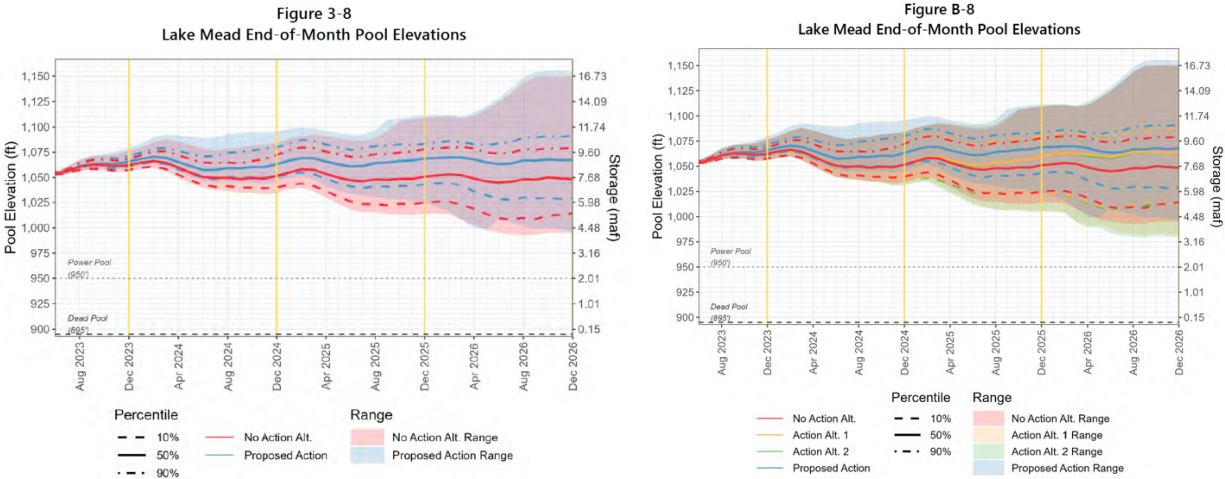 Figure 3-8
Lake Mead End-of-Month Pool Elevations
Pool Elevation (ft)
1,150
1,125
1,100
1,075
1,050
1,025
1,000
975
950
925
900
Power Pool
(950')
Dead Pool
(895')
16.73
14.09
11.74
9.60
7.68
5.98
4.48
3.16
2.01
1.01
0.15
Storage (maf)
Aug 2023
Dec 2023
Apr 2024
Aug 2024
Dec 2024
Apr 2025
Aug 2025
Dec 2025
Apr 2026
Aug 2026
Dec 2026
Percentile
10%
50%
90%
No Action Alt.
Proposed Action
Range
No Action Alt. Range
Proposed Action Range
Figure B-8
Lake Mead End-of-Month Pool Elevations
Pool Elevation (ft)
1,150
1,125
1,100
1,075
1,050
1,025
1,000
975
950
925
900
Power Pool
(950')
Dead Pool
(895')
16.73
14.09
11.74
9.60
7.68
5.98
4.48
3.16
2.01
1.01
0.15
Storage (maf)
Aug 2023
Dec 2023
Apr 2024
Aug 2024
Dec 2024
Apr 2025
Aug 2025
Dec 2025
Apr 2026
Aug 2026
Dec 2026
No Action Alt.
Action Alt. 1
Action Alt. 2
Proposed Action
Percentile
10%
50%
90%
Range
No Action Alt. Range
Action Alt. 1 Range
Action Alt. 2 Range
Proposed Action Range